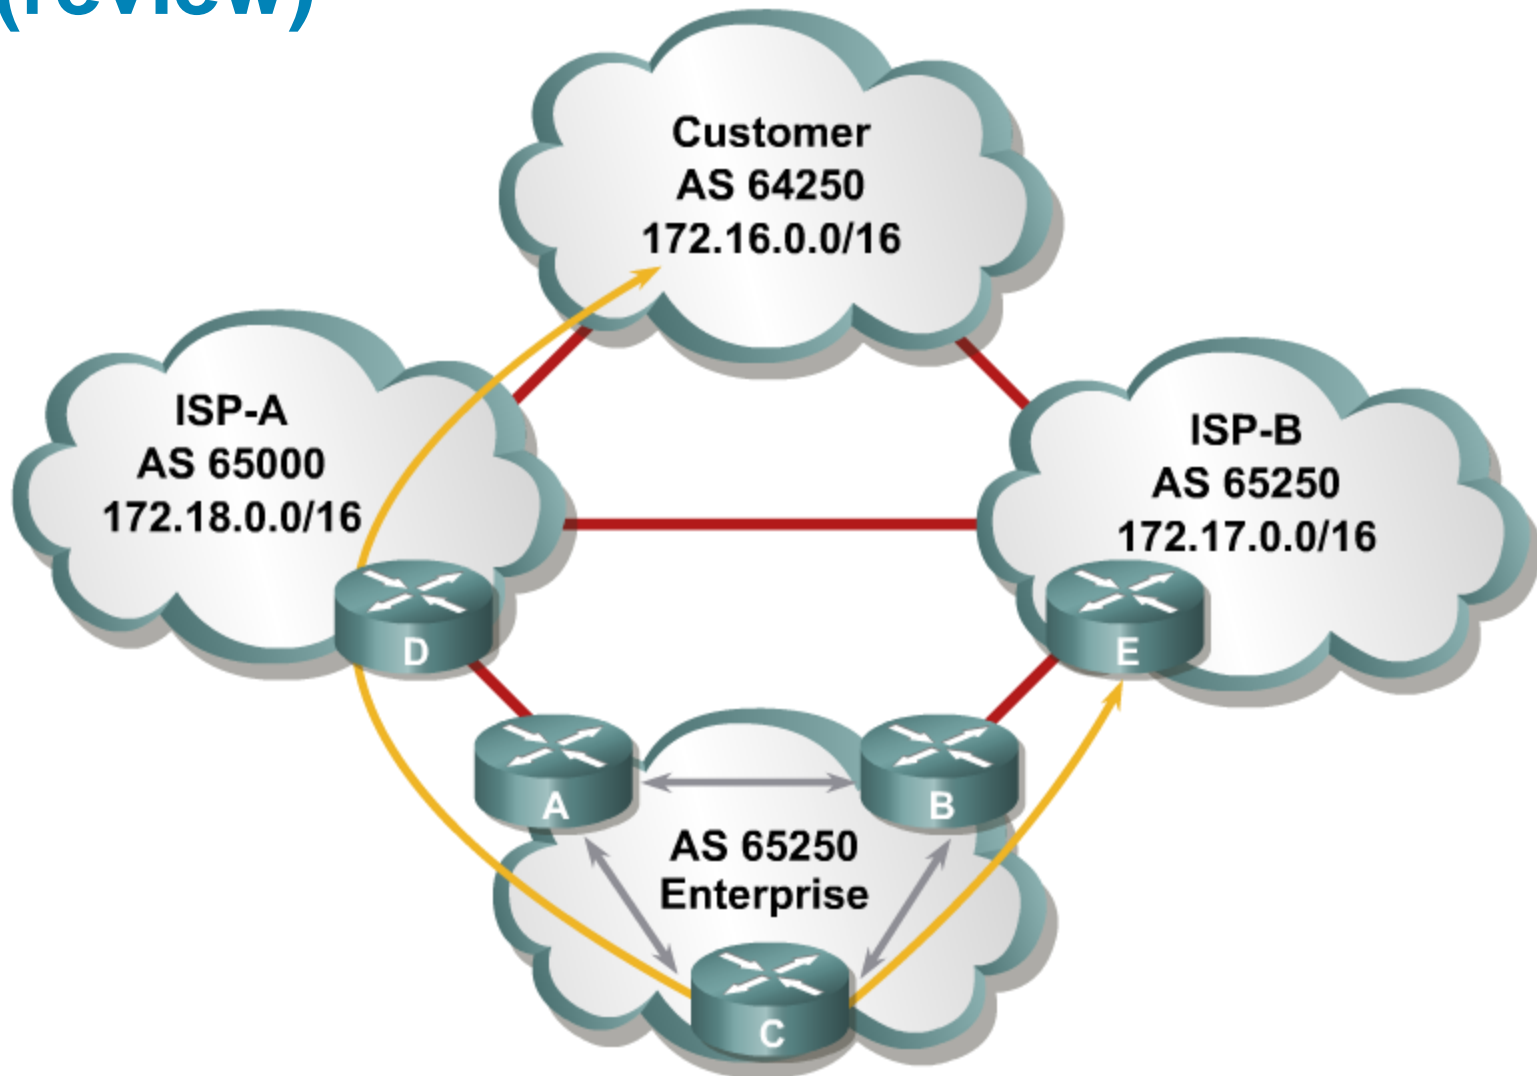 (review)
Customer
AS 64250
172.16.0.0/16
ISP-A
AS 65000
172.18.0.0/16
ISP-B
AS 65250
172.17.0.0/16
D
E
A
B
AS 65250
Enterprise
C